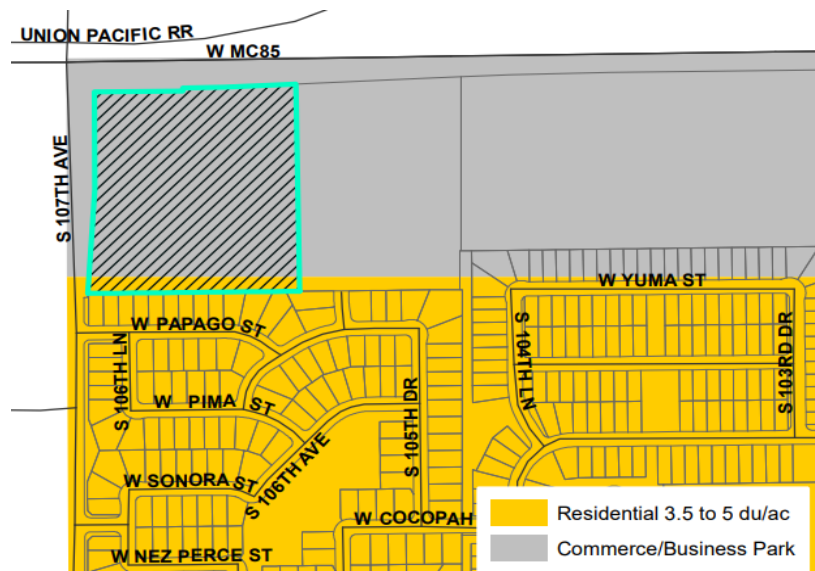 UNION PACIFIC RR
W MC85
S 107TH AVE
W YUMA ST
W PAPAGO ST
S 106TH LN
S 104TH LN
S 103RD DR
W PIMA ST
S 105TH DR
S 106TH AVE
W SONORA ST
W COCOPAH
W NEZ PERCE ST
Residential 3.5 to 5 du/ac
Commerce/Business Park